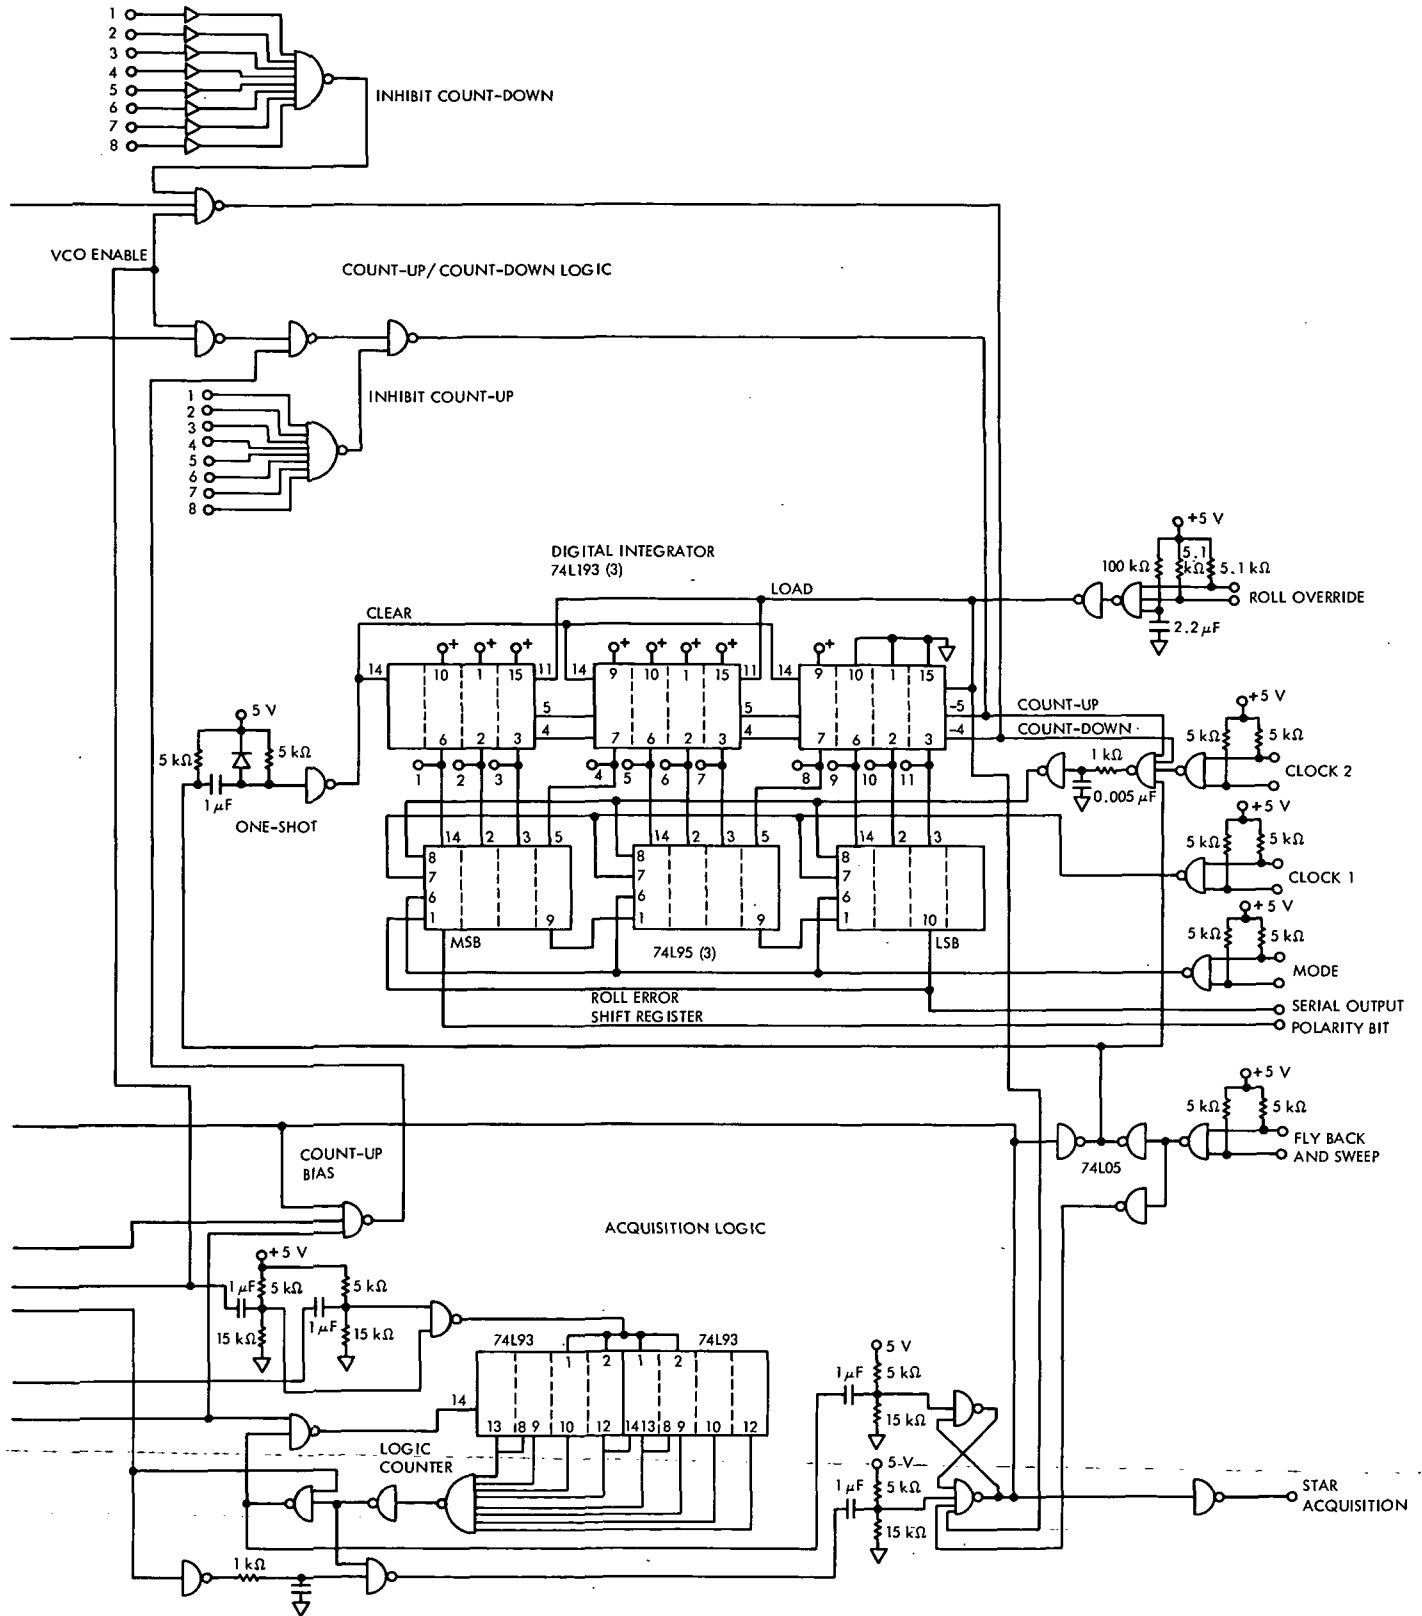 1
2
3
4
5
6
7
8
INHIBIT COUNT-DOWN
VCO ENABLE
COUNT-UP/COUNT-DOWN LOGIC
1
2
3
4
5
6
7
8
INHIBIT COUNT-UP
DIGITAL INTEGRATOR
74L193 (3)
LOAD
CLEAR
+5 V
100 kΩ
5.1 kΩ
5.1 kΩ
ROLL OVERRIDE
2.2 μF
+ + + + + + + +
14 10 1 15 11
14 9 10 1 15 11
14 9 10 1 15
5
4
5
4
-5
-4
COUNT-UP
COUNT-DOWN
6 2 3
7 6 2 3
7 6 2 3
1 2 3
4 5 6 7
8 9 10 11
5 V
5 kΩ
5 kΩ
1 μF
ONE-SHOT
1 kΩ
0.005 μF
+5 V
5 kΩ
5 kΩ
CLOCK 2
+5 V
5 kΩ
5 kΩ
CLOCK 1
14 2 3 5
14 2 3 5
14 2 3
8
7
6
1
9
8
7
6
1
9
8
7
6
1
10
MSB
74L95 (3)
LSB
+5 V
5 kΩ
5 kΩ
MODE
ROLL ERROR
SHIFT REGISTER
SERIAL OUTPUT
POLARITY BIT
+5 V
5 kΩ
5 kΩ
FLY BACK
AND SWEEP
74L05
COUNT-UP
BIAS
ACQUISITION LOGIC
+5 V
1 μF
5 kΩ
5 kΩ
15 kΩ
1 μF
15 kΩ
74L93
74L93
1 2 1 2
14
13 8 9 10 12 14 13 8 9 10 12
LOGIC
COUNTER
5 V
1 μF
5 kΩ
15 kΩ
5 V
1 μF
5 kΩ
15 kΩ
STAR
ACQUISITION
1 kΩ